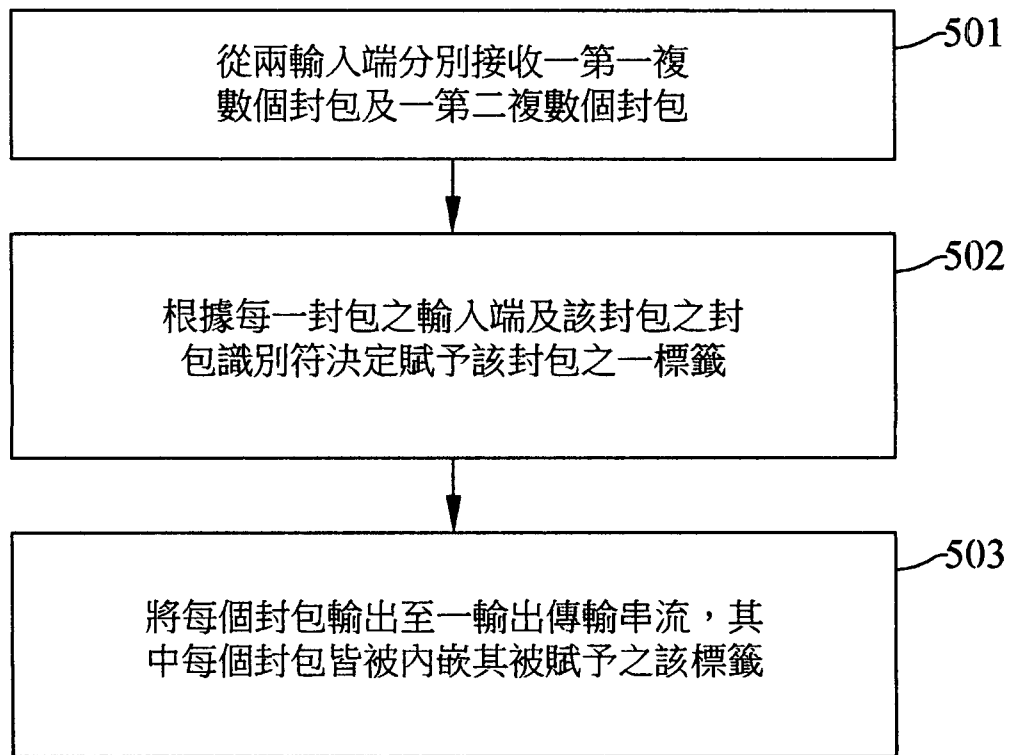 501
從兩輸入端分別接收一第一複
數個封包及一第二複數個封包
502
根據每一封包之輸入端及該封包之封
包識別符決定賦予該封包之一標籤
503
將每個封包輸出至一輸出傳輸串流，其
中每個封包皆被內嵌其被賦予之該標籤